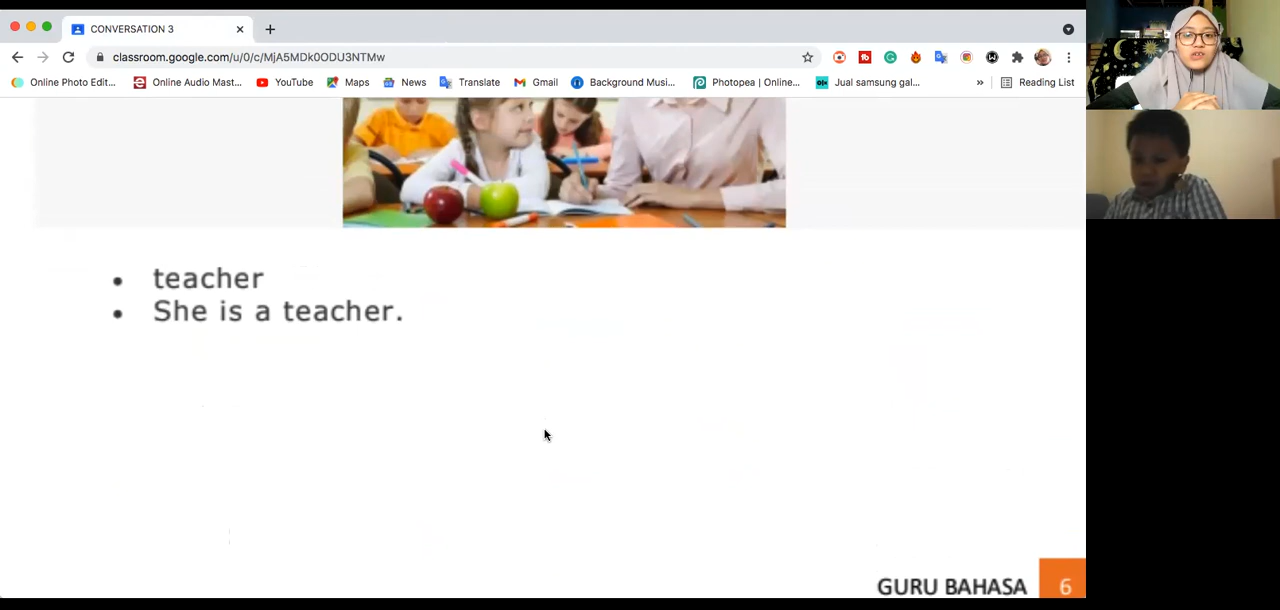 CONVERSATION 3
classroom.google.com/u/0/c/MjA5MDk0ODU3NTMw
Online Photo Edit... Online Audio Mast... YouTube Maps News Translate Gmail Background Musi... Photopea | Online... Jual samsung gal... » Reading List
• teacher
• She is a teacher.
GURU BAHASA 6